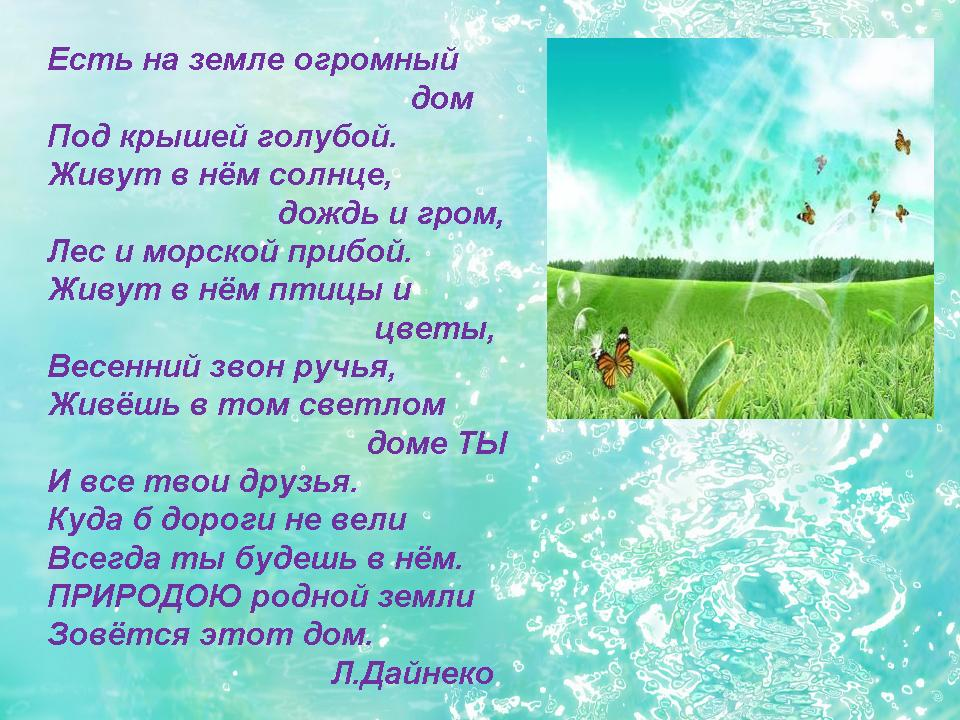 Есть на земле огромный
дом
Под крышей голубой.
Живут в нём солнце,
дождь и гром,
Лес и морской прибой.
Живут в нём птицы и
цветы,
Весенний звон ручья,
Живёшь в том светлом
доме ТЫ
И все твои друзья.
Куда б дороги не вели
Всегда ты будешь в нём.
ПРИРОДОЮ родной земли
Зовётся этот дом.
Л.Дайнеко